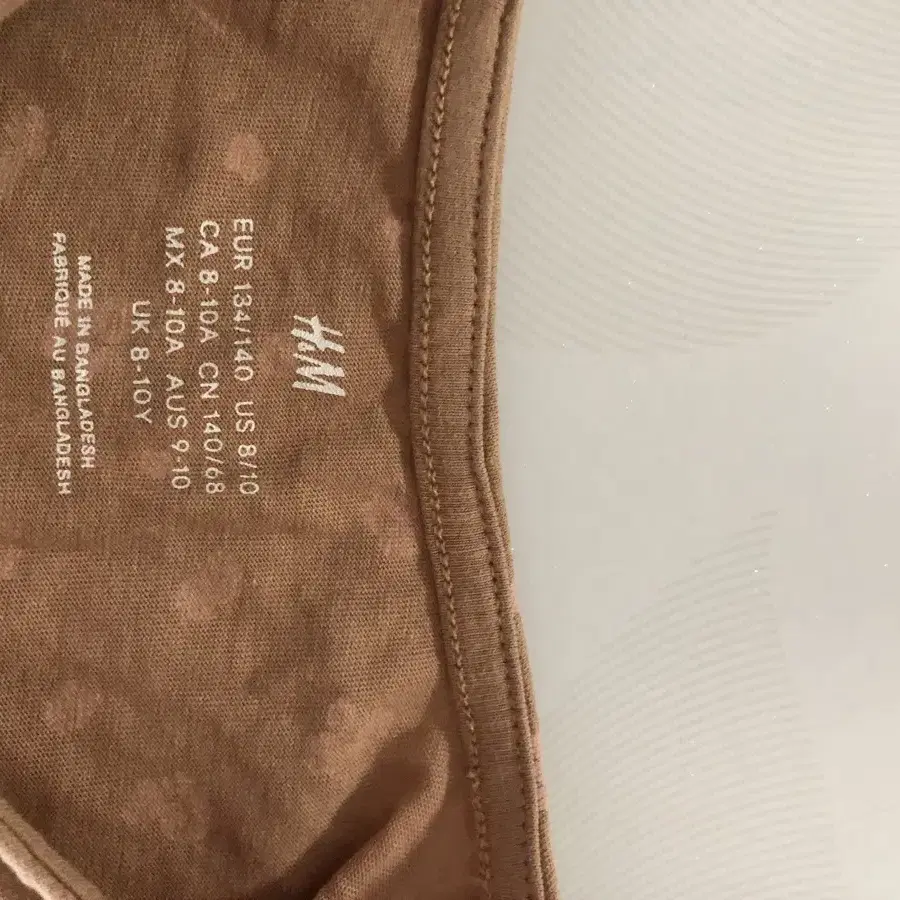 H&M
EUR 134/140 US 8/10
CA 8-10A CN 140/68
MX 8-10A AUS 9-10
UK 8-10Y
MADE IN BANGLADESH
FABRIQUÉ AU BANGLADESH